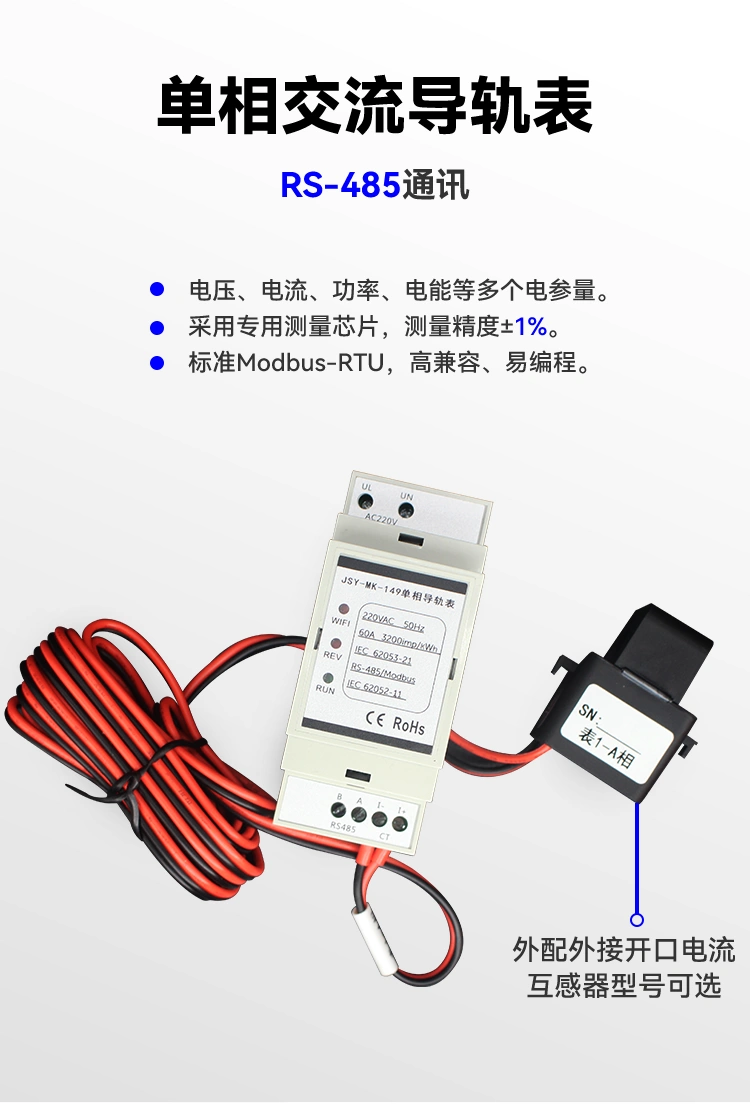 单相交流导轨表
RS-485通讯
电压、电流、功率、电能等多个电参量。
采用专用测量芯片，测量精度±1%。
标准Modbus-RTU，高兼容、易编程。
UL UN
AC220V
JSY-MK-149单相导轨表
WIFI
REV
RUN
220VAC 50Hz
60A 3200imp/kWh
IEC 62053-21
RS-485/Modbus
IEC 62052-11
CE RoHs
B A I- I+
RS485 CT
SN:
表1-A相
外配外接开口电流
互感器型号可选